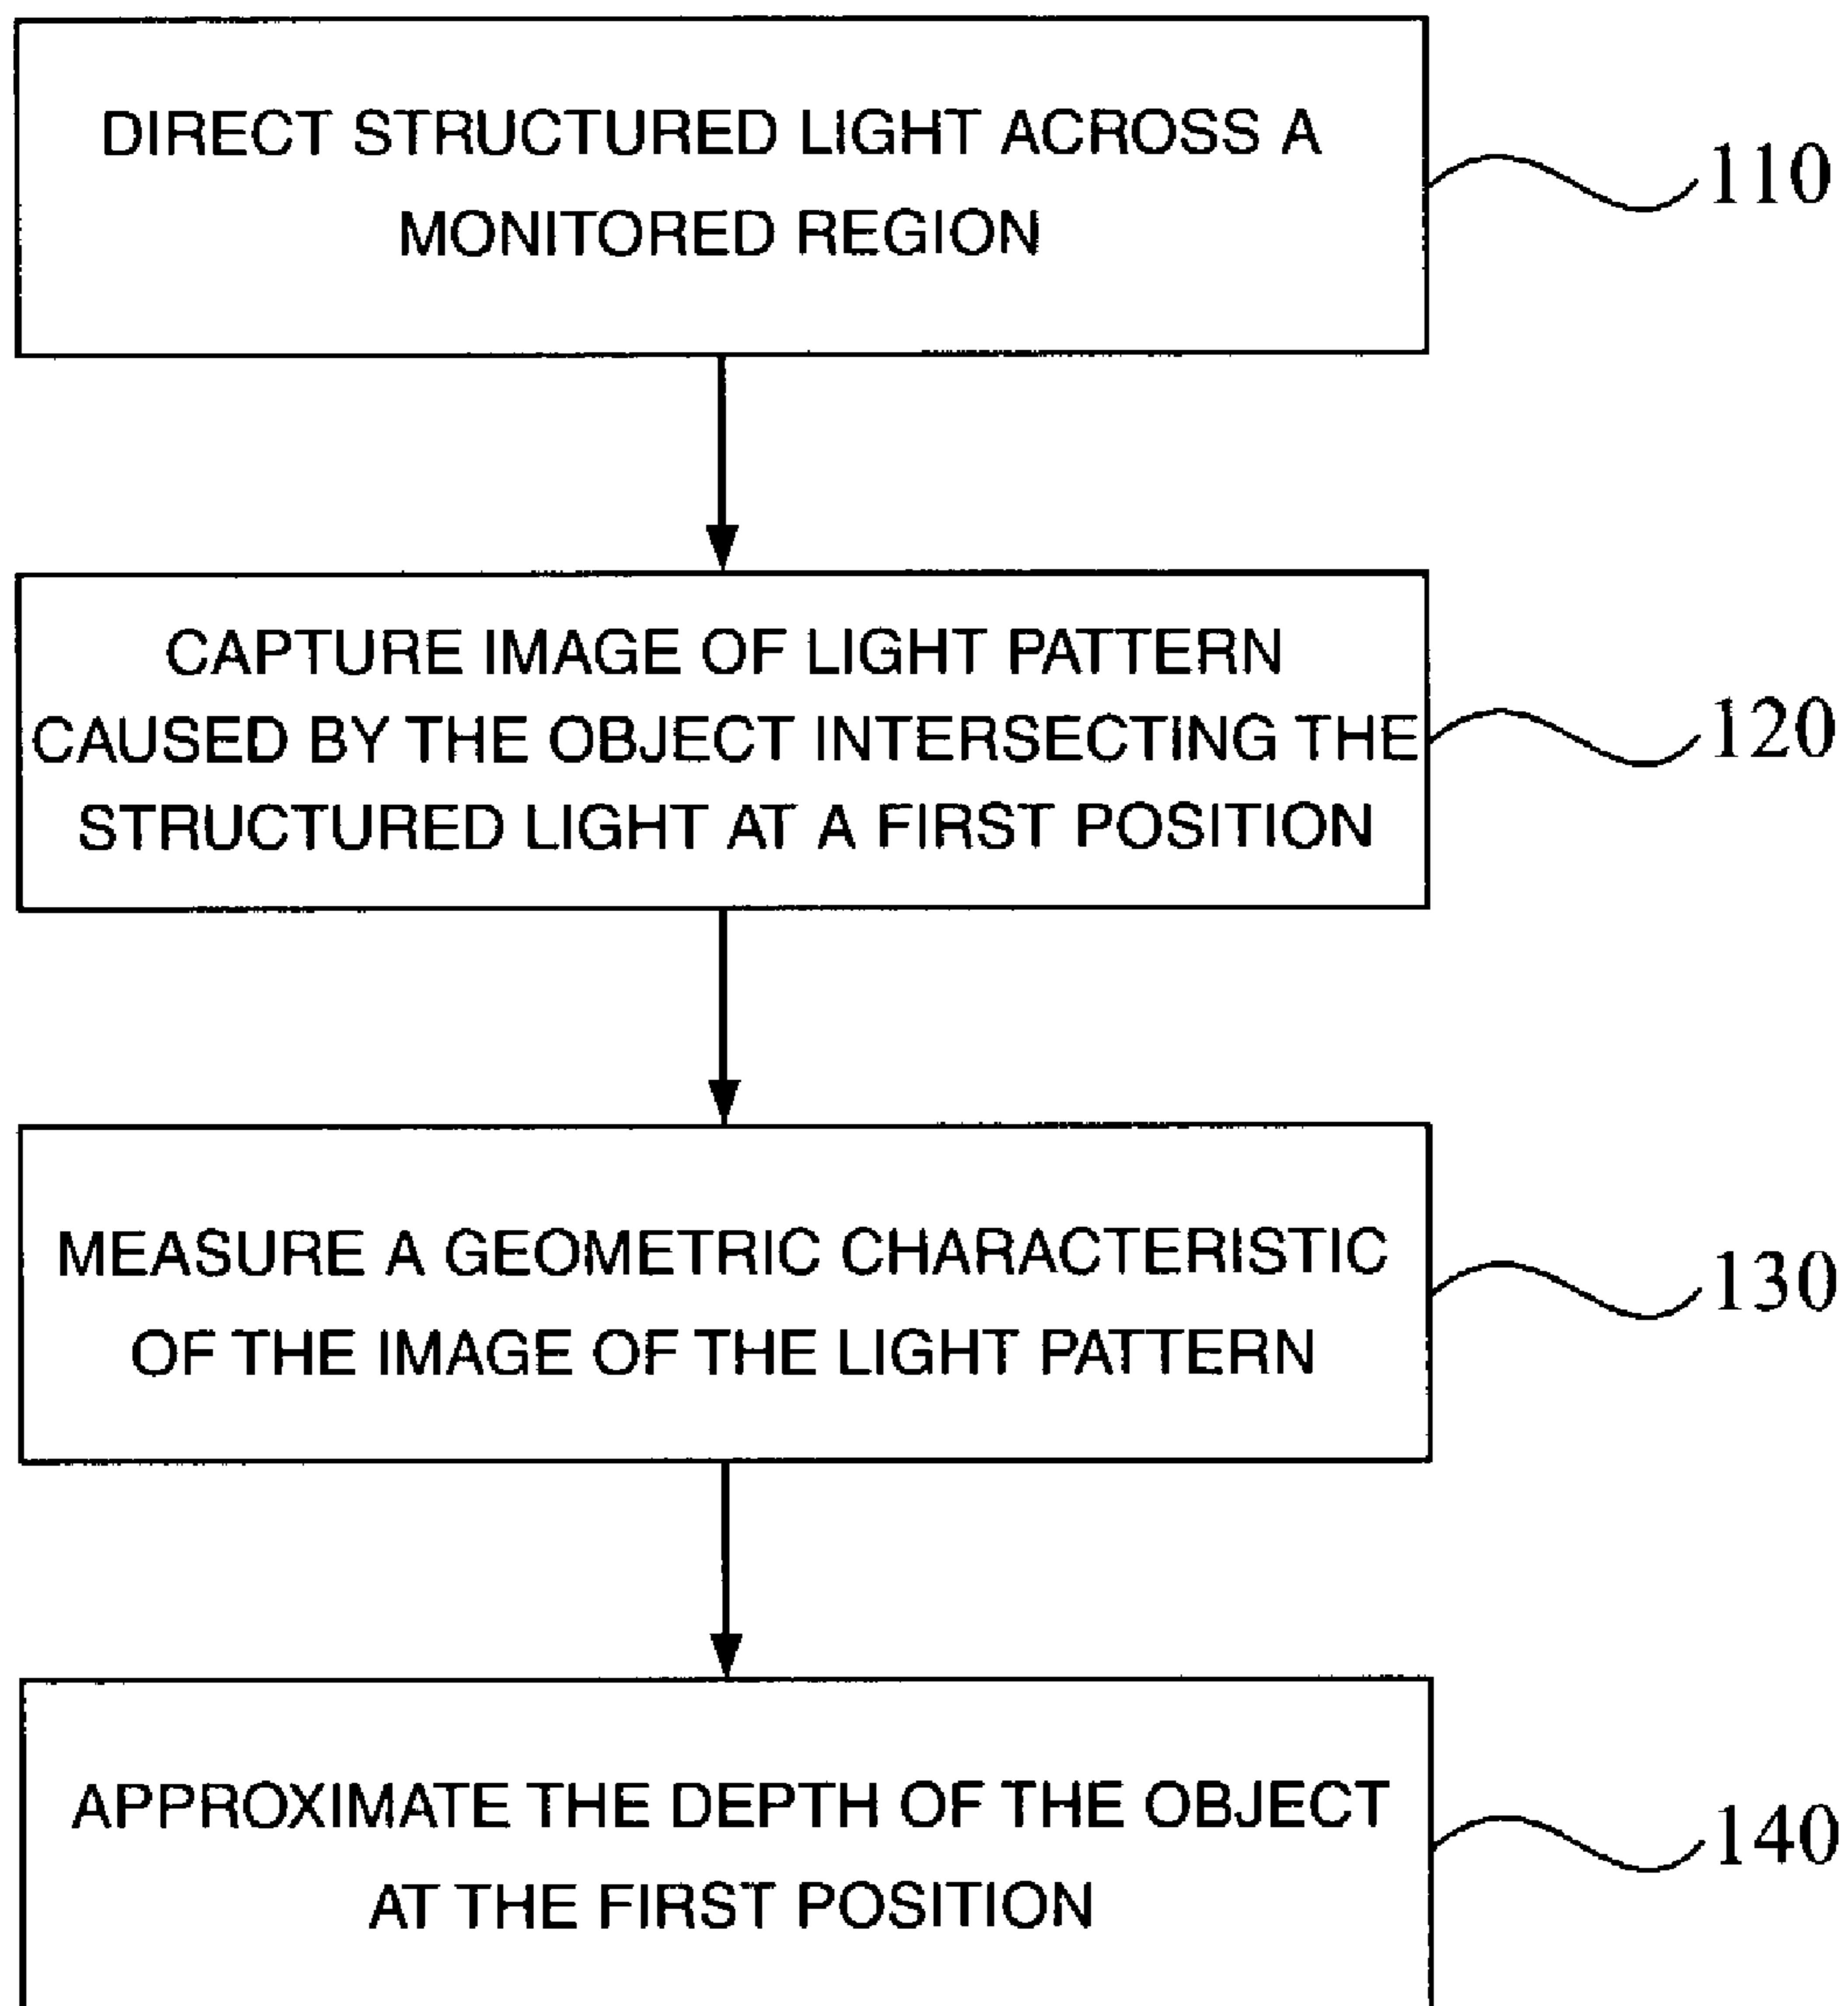 DIRECT STRUCTURED LIGHT ACROSS A
MONITORED REGION
110
CAPTURE IMAGE OF LIGHT PATTERN
CAUSED BY THE OBJECT INTERSECTING THE
STRUCTURED LIGHT AT A FIRST POSITION
120
MEASURE A GEOMETRIC CHARACTERISTIC
OF THE IMAGE OF THE LIGHT PATTERN
130
APPROXIMATE THE DEPTH OF THE OBJECT
AT THE FIRST POSITION
140